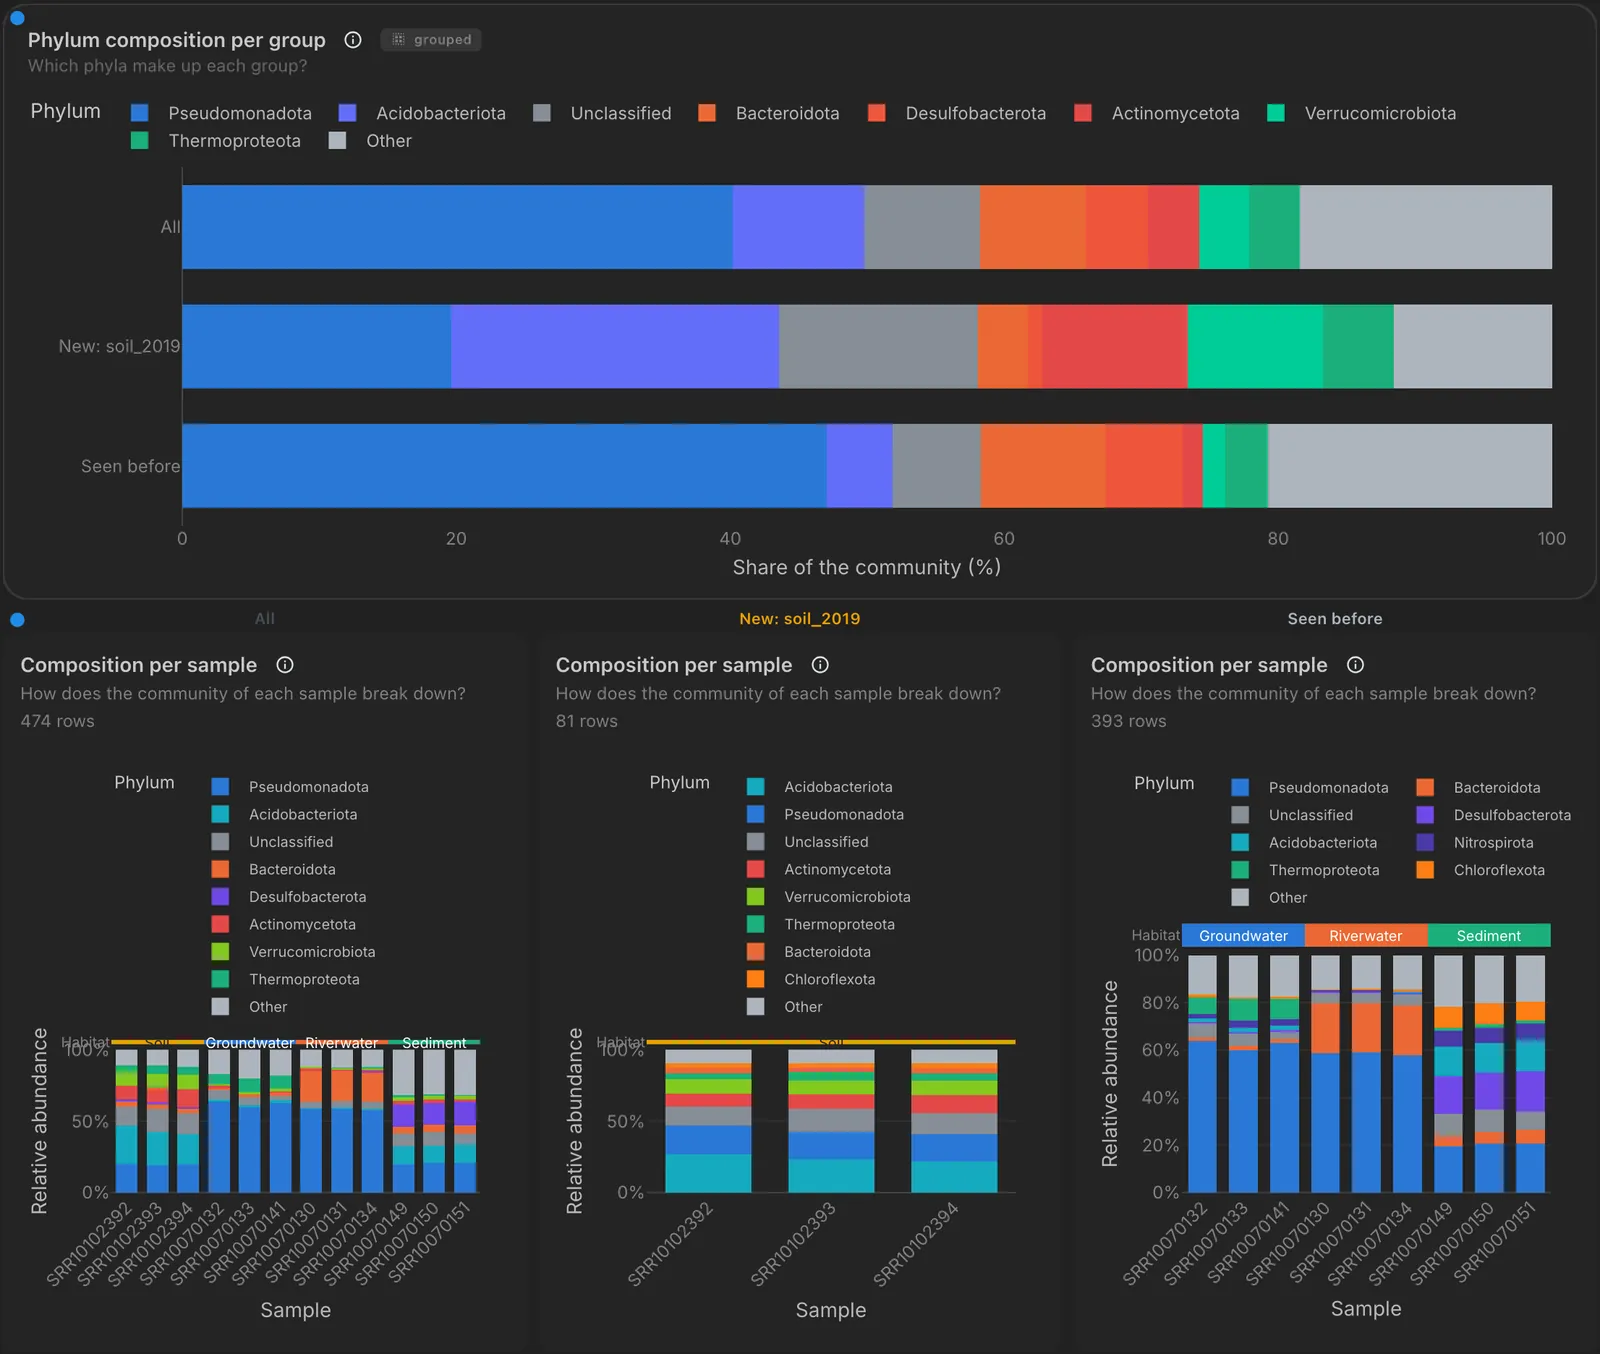 Phylum composition per group grouped
Which phyla make up each group?
Phylum Pseudomonadota Acidobacteriota Unclassified Bacteroidota Desulfobacterota Actinomycetota Verrucomicrobiota
Thermoproteota Other
All
New: soil_2019
Seen before
0 20 40 60 80 100
Share of the community (%)
All
Composition per sample
How does the community of each sample break down?
474 rows
Phylum
Pseudomonadota
Acidobacteriota
Unclassified
Bacteroidota
Desulfobacterota
Actinomycetota
Verrucomicrobiota
Thermoproteota
Other
Habitat Soil Groundwater Riverwater Sediment
100%
50%
0%
Relative abundance
SRR10102392
SRR10102393
SRR10102394
SRR10070132
SRR10070133
SRR10070141
SRR10070130
SRR10070131
SRR10070134
SRR10070149
SRR10070150
SRR10070151
Sample
New: soil_2019
Composition per sample
How does the community of each sample break down?
81 rows
Phylum
Acidobacteriota
Pseudomonadota
Unclassified
Actinomycetota
Verrucomicrobiota
Thermoproteota
Bacteroidota
Chloroflexota
Other
Habitat Soil
100%
50%
0%
Relative abundance
SRR10102392
SRR10102393
SRR10102394
Sample
Seen before
Composition per sample
How does the community of each sample break down?
393 rows
Phylum
Pseudomonadota Bacteroidota
Unclassified Desulfobacterota
Acidobacteriota Nitrospirota
Thermoproteota Chloroflexota
Other
Habitat Groundwater Riverwater Sediment
100%
80%
60%
40%
20%
0%
Relative abundance
SRR10070132
SRR10070133
SRR10070141
SRR10070130
SRR10070131
SRR10070134
SRR10070149
SRR10070150
SRR10070151
Sample